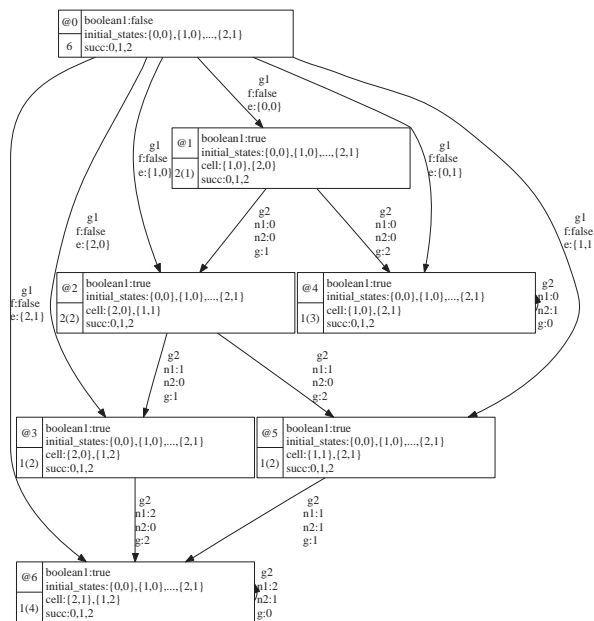 @0
6
boolean1:false
initial_states:{0,0},{1,0},...,{2,1}
succ:0,1,2
g1
f:false
e:{0,0}
@1
2(1)
boolean1:true
initial_states:{0,0},{1,0},...,{2,1}
cell:{1,0},{2,0}
succ:0,1,2
g1
f:false
e:{1,0}
g1
f:false
e:{0,1}
g1
f:false
e:{2,0}
g1
f:false
e:{1,1
g2
n1:0
n2:0
g:1
g2
n1:0
n2:0
g:2
g1
f:false
e:{2,1}
@2
2(2)
boolean1:true
initial_states:{0,0},{1,0},...,{2,1}
cell:{2,0},{1,1}
succ:0,1,2
@4
1(3)
boolean1:true
initial_states:{0,0},{1,0},...,{2,1}
cell:{1,0},{2,1}
succ:0,1,2
g2
n1:0
n2:1
g:0
g2
n1:1
n2:0
g:1
g2
n1:1
n2:0
g:2
@3
1(2)
boolean1:true
initial_states:{0,0},{1,0},...,{2,1}
cell:{2,0},{1,2}
succ:0,1,2
@5
1(2)
boolean1:true
initial_states:{0,0},{1,0},...,{2,1}
cell:{1,1},{2,1}
succ:0,1,2
g2
n1:2
n2:0
g:2
g2
n1:1
n2:1
g:1
@6
1(4)
boolean1:true
initial_states:{0,0},{1,0},...,{2,1}
cell:{2,1},{1,2}
succ:0,1,2
g2
n1:2
n2:1
g:0